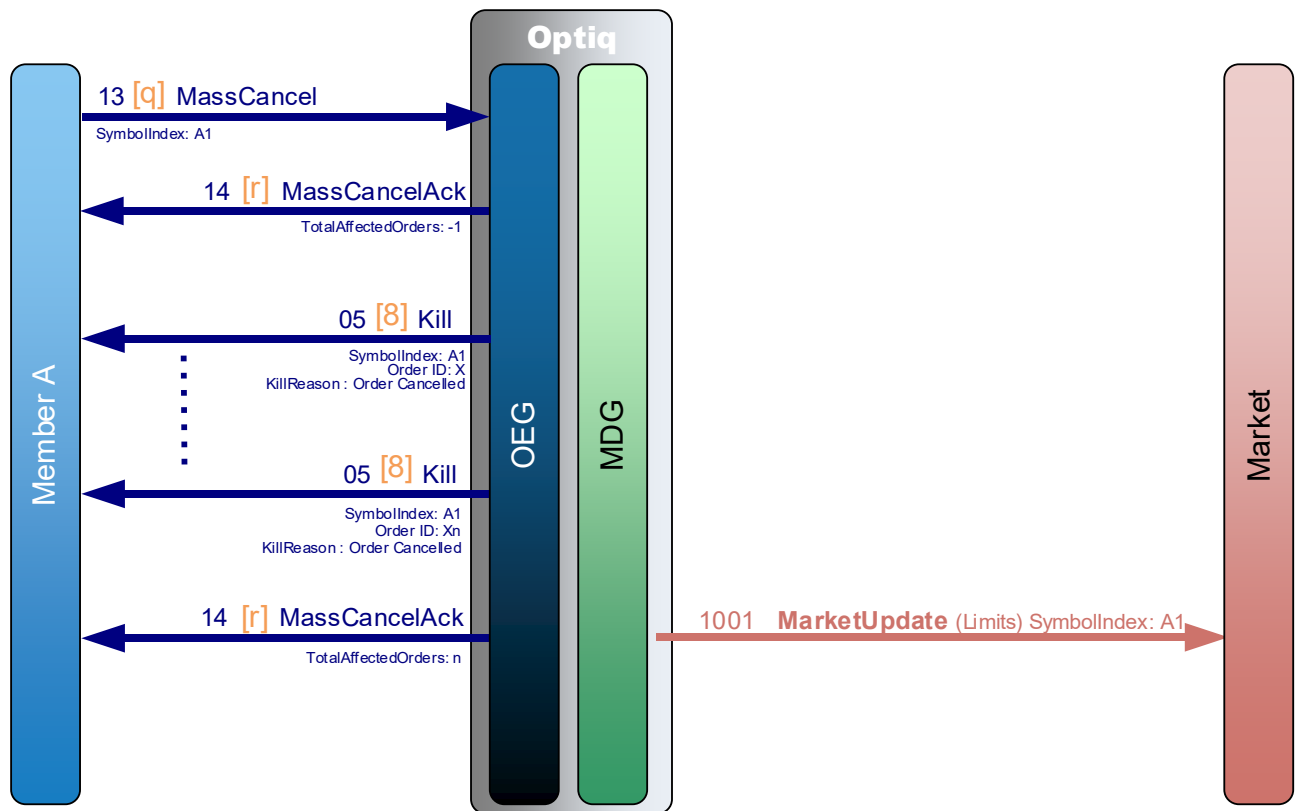 Optiq
13 [q] MassCancel
SymbolIndex: A1
14 [r] MassCancelAck
TotalAffectedOrders: -1
05 [8] Kill
SymbolIndex: A1
Order ID: X
KillReason : Order Cancelled
Member A
OEG
MDG
Market
05 [8] Kill
SymbolIndex: A1
Order ID: Xn
KillReason : Order Cancelled
14 [r] MassCancelAck
TotalAffectedOrders: n
1001 MarketUpdate (Limits) SymbolIndex: A1